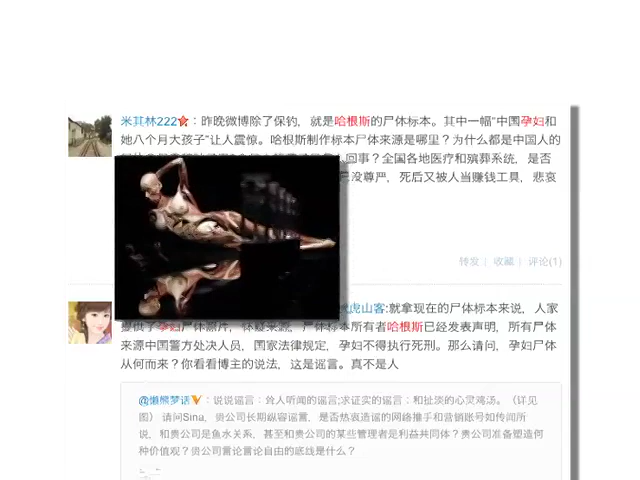 米其林222：昨晚微博除了保钓，就是哈根斯的尸体标本。其中一幅“中国孕妇和
她八个月大孩子”让人震惊。哈根斯制作标本尸体来源是哪里？为什么都是中国人的
回事？全国各地医疗和殡葬系统，是否
没尊严，死后又被人当赚钱工具，悲哀
转发 | 收藏 | 评论(1)
虎山客:就拿现在的尸体标本来说，人家
孕妇尸体照片，怀疑来源，尸体标本所有者哈根斯已经发表声明，所有尸体
来源中国警方处决人员，国家法律规定，孕妇不得执行死刑。那么请问，孕妇尸体
从何而来？你看看博主的说法，这是谣言。真不是人
@懒熊梦话：说说谣言：耸人听闻的谣言;求证实的谣言：和扯淡的心灵鸡汤。（详见
图） 请问Sina，贵公司长期纵容谣言，是否热衷造谣的网络推手和营销账号如传闻所
说，和贵公司是鱼水关系，甚至和贵公司的某些管理者是利益共同体？贵公司准备塑造何
种价值观？贵公司言论言论自由的底线是什么？